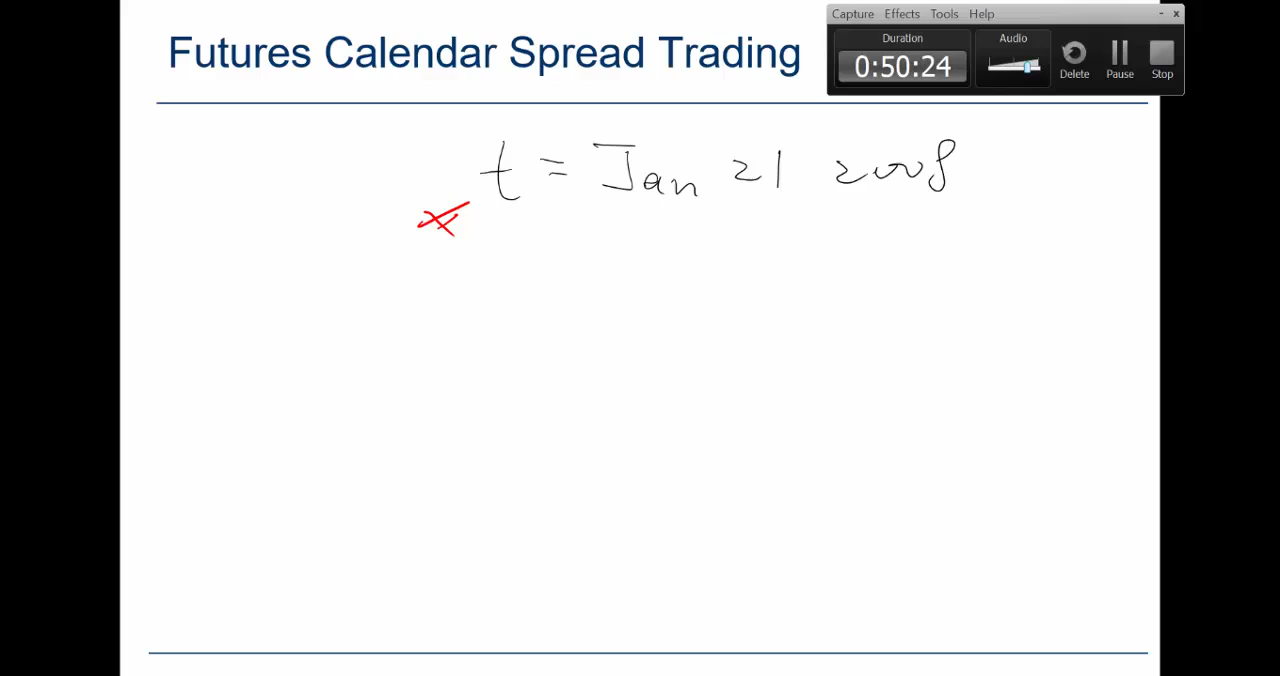 Capture Effects Tools Help - x
Futures Calendar Spread Trading
Duration Audio
0:50:24
Delete Pause Stop
t = Jan 21 2008